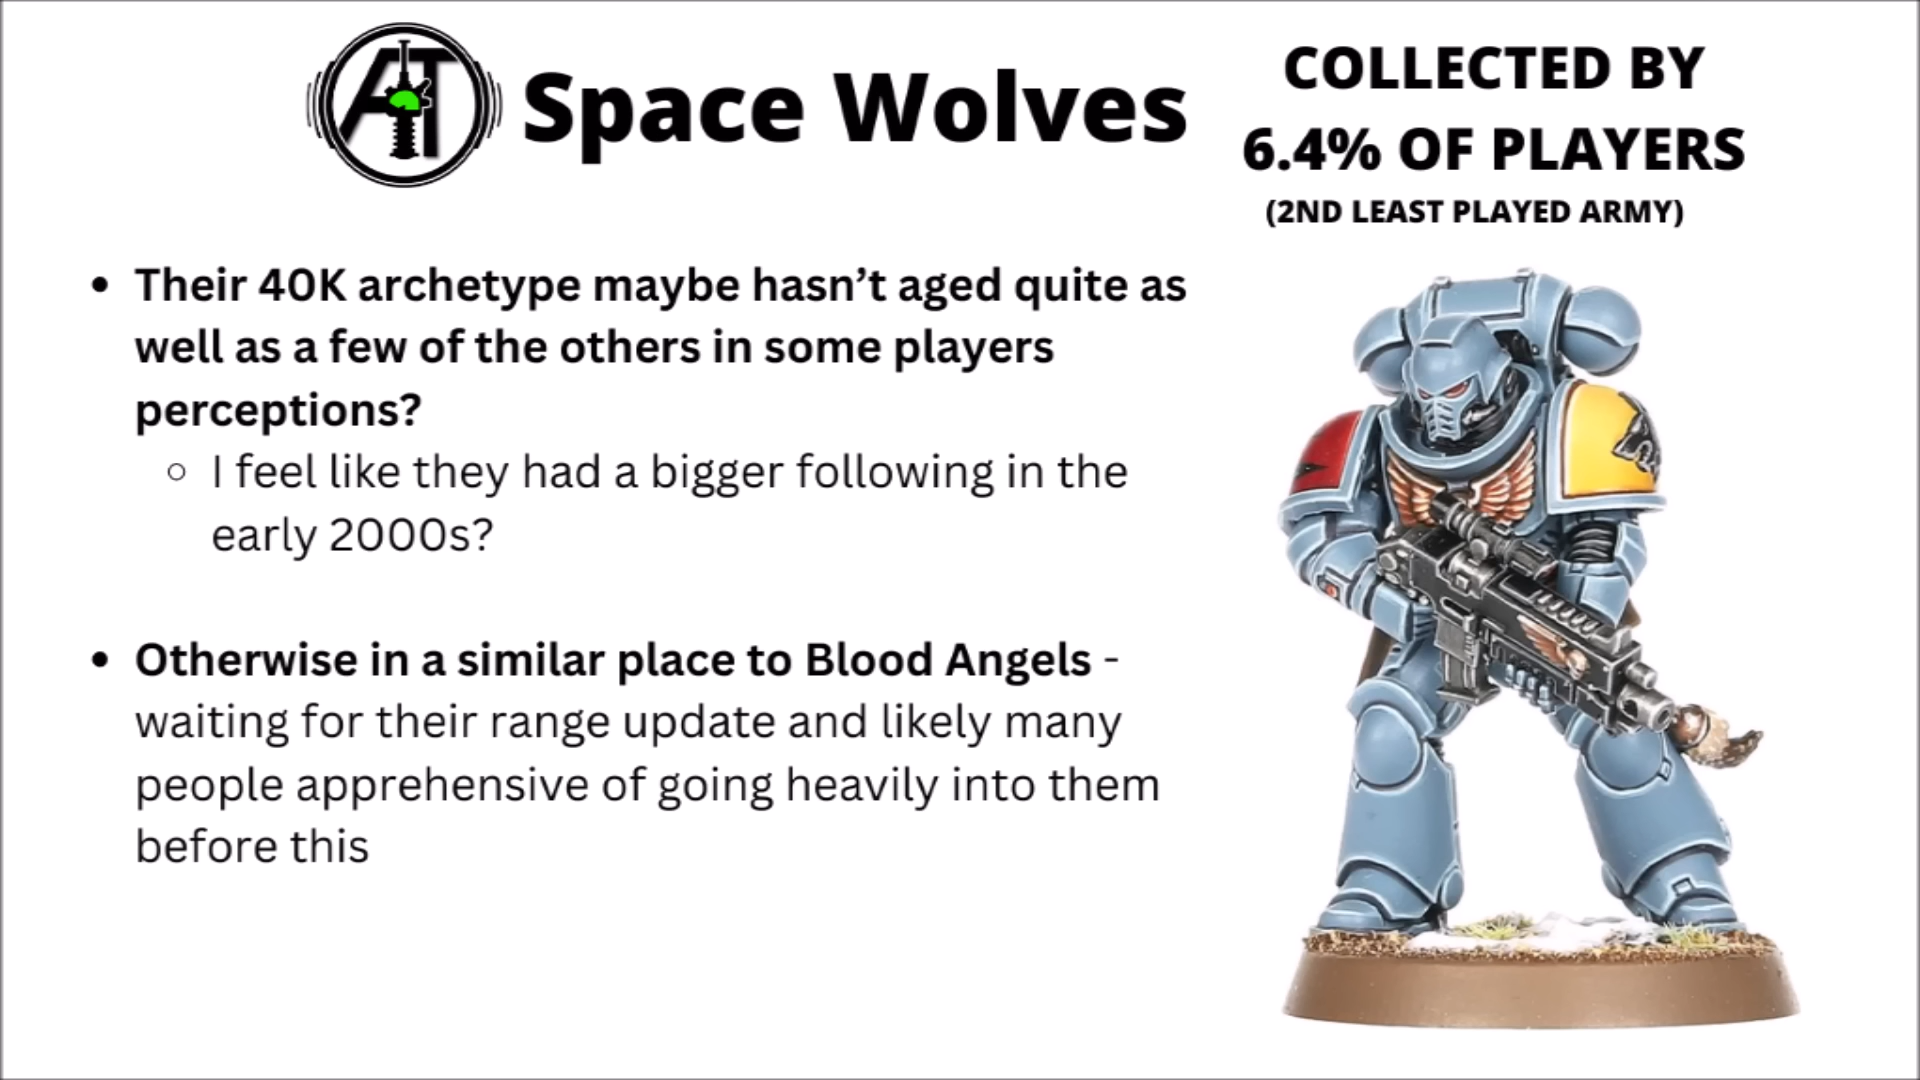 AT
Space Wolves
COLLECTED BY
6.4% OF PLAYERS
(2ND LEAST PLAYED ARMY)
• Their 40K archetype maybe hasn’t aged quite as
well as a few of the others in some players
perceptions?
○ I feel like they had a bigger following in the
early 2000s?
• Otherwise in a similar place to Blood Angels -
waiting for their range update and likely many
people apprehensive of going heavily into them
before this